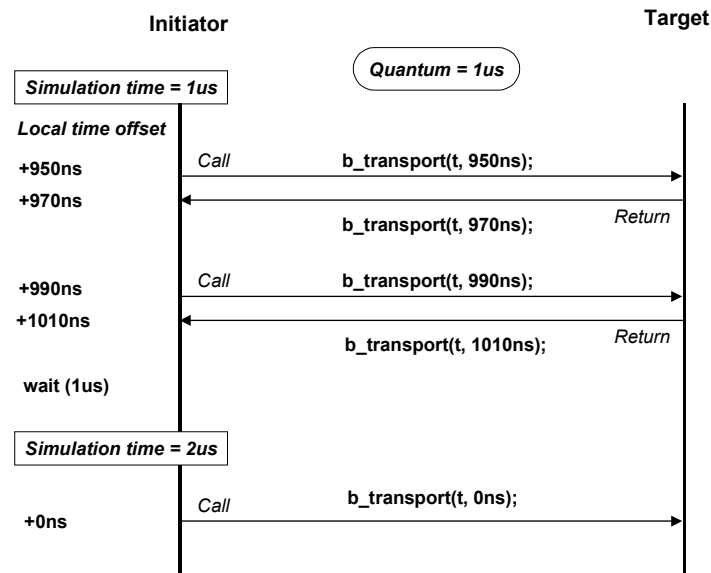 Initiator
Target
Quantum = 1us
Simulation time = 1us
Local time offset
+950ns
Call
b_transport(t, 950ns);
+970ns
b_transport(t, 970ns);
Return
+990ns
Call
b_transport(t, 990ns);
+1010ns
b_transport(t, 1010ns);
Return
wait (1us)
Simulation time = 2us
+0ns
Call
b_transport(t, 0ns);